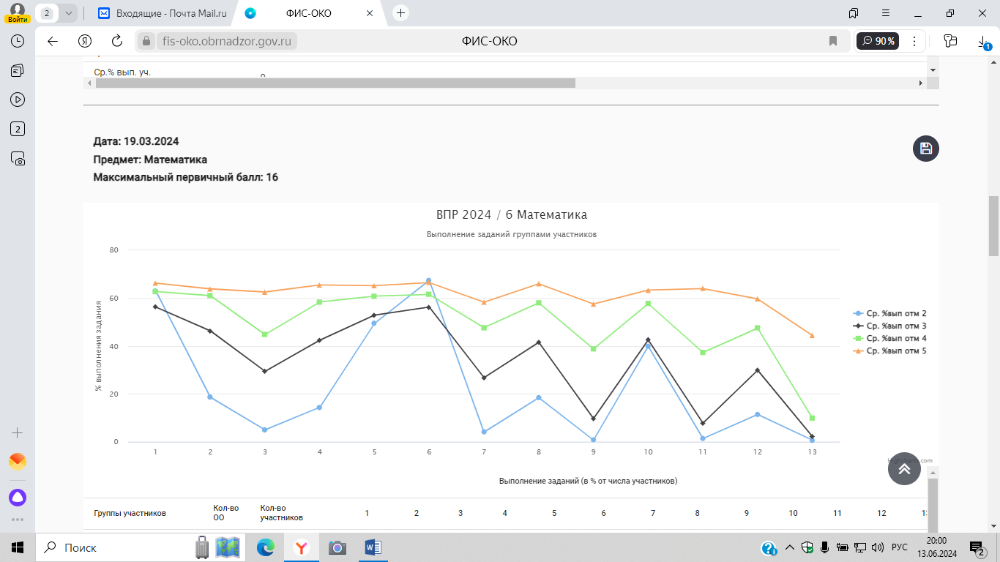 Войти
2
Входящие - Почта Mail.ru
ФИС-ОКО
fis-oko.obrnadzor.gov.ru
ФИС-ОКО
90%
1
2
Ср.% вып. уч.
Дата: 19.03.2024
Предмет: Математика
Максимальный первичный балл: 16
ВПР 2024 / 6 Математика
Выполнение заданий группами участников
% выполнения задания
80
60
40
20
0
1 2 3 4 5 6 7 8 9 10 11 12 13
Ср. %вып отм 2
Ср. %вып отм 3
Ср. %вып отм 4
Ср. %вып отм 5
Highcharts.com
Выполнение заданий (в % от числа участников)
Группы участников
Кол-во
ОО
Кол-во
участников
1 2 3 4 5 6 7 8 9 10 11 12
Поиск
РУС
20:00
13.06.2024
2